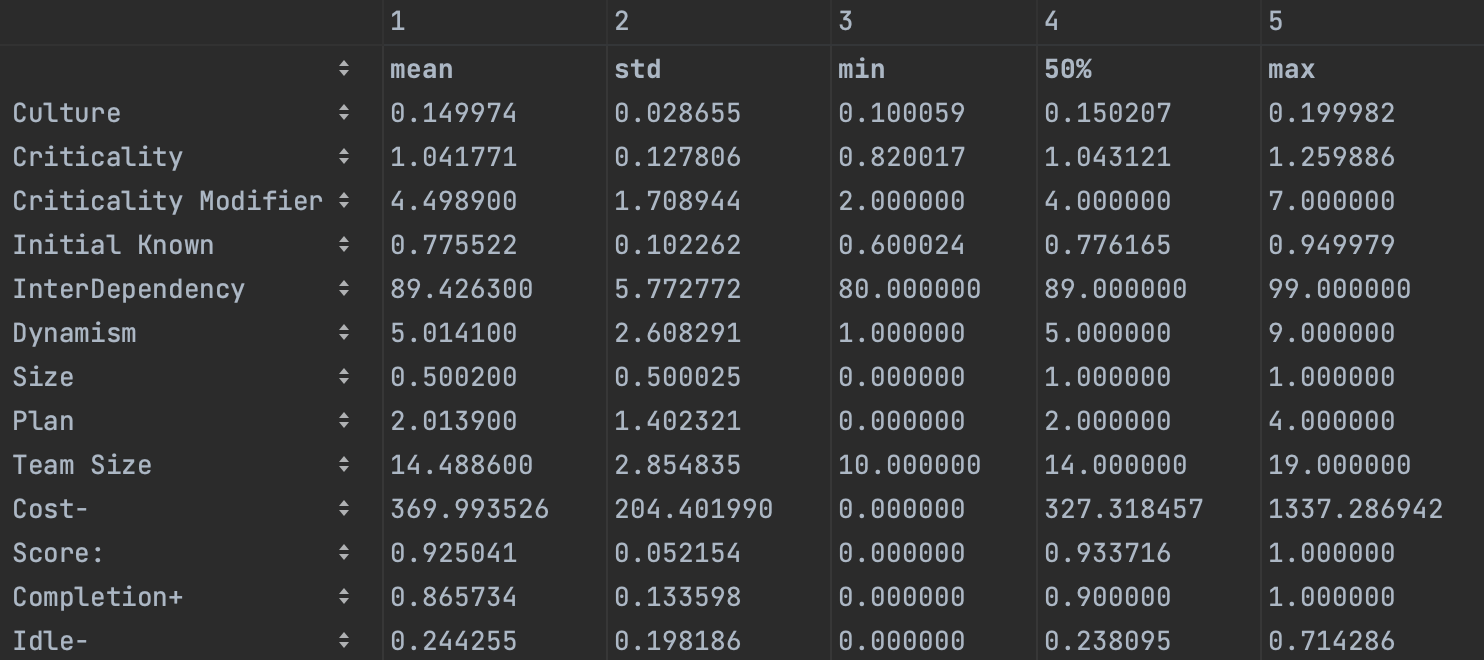 1 2 3 4 5
mean std min 50% max
Culture 0.149974 0.028655 0.100059 0.150207 0.199982
Criticality 1.041771 0.127806 0.820017 1.043121 1.259886
Criticality Modifier 4.498900 1.708944 2.000000 4.000000 7.000000
Initial Known 0.775522 0.102262 0.600024 0.776165 0.949979
InterDependency 89.426300 5.772772 80.000000 89.000000 99.000000
Dynamism 5.014100 2.608291 1.000000 5.000000 9.000000
Size 0.500200 0.500025 0.000000 1.000000 1.000000
Plan 2.013900 1.402321 0.000000 2.000000 4.000000
Team Size 14.488600 2.854835 10.000000 14.000000 19.000000
Cost- 369.993526 204.401990 0.000000 327.318457 1337.286942
Score: 0.925041 0.052154 0.000000 0.933716 1.000000
Completion+ 0.865734 0.133598 0.000000 0.900000 1.000000
Idle- 0.244255 0.198186 0.000000 0.238095 0.714286